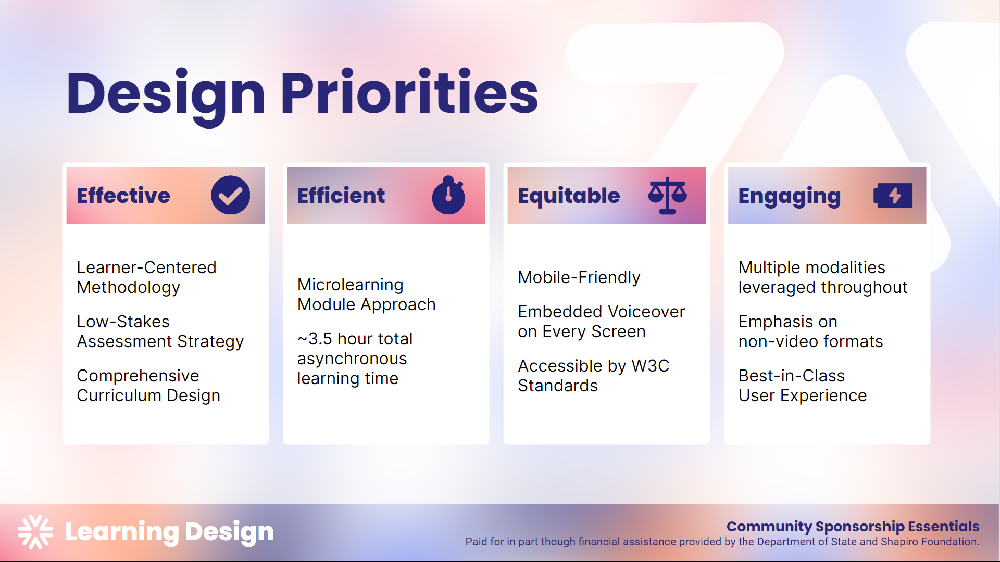 Design Priorities
Effective
Learner-Centered
Methodology
Low-Stakes
Assessment Strategy
Comprehensive
Curriculum Design
Efficient
Microlearning
Module Approach
~3.5 hour total
asynchronous
learning time
Equitable
Mobile-Friendly
Embedded Voiceover
on Every Screen
Accessible by W3C
Standards
Engaging
Multiple modalities
leveraged throughout
Emphasis on
non-video formats
Best-in-Class
User Experience
Learning Design
Community Sponsorship Essentials
Paid for in part though financial assistance provided by the Department of State and Shapiro Foundation.